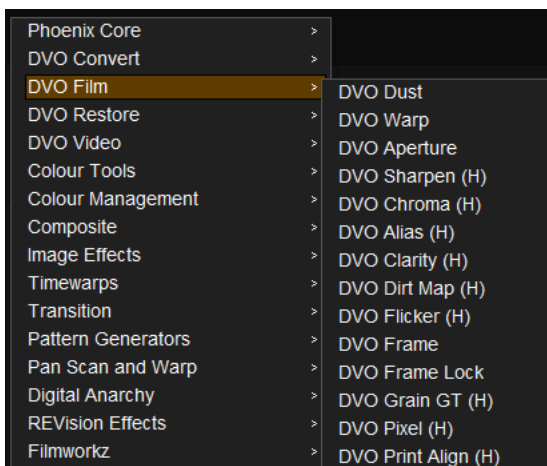 Phoenix Core >
DVO Convert >
DVO Film >
DVO Restore >
DVO Video >
Colour Tools >
Colour Management >
Composite >
Image Effects >
Timewarps >
Transition >
Pattern Generators >
Pan Scan and Warp >
Digital Anarchy >
REVision Effects >
Filmworkz >
DVO Dust
DVO Warp
DVO Aperture
DVO Sharpen (H)
DVO Chroma (H)
DVO Alias (H)
DVO Clarity (H)
DVO Dirt Map (H)
DVO Flicker (H)
DVO Frame
DVO Frame Lock
DVO Grain GT (H)
DVO Pixel (H)
DVO Print Align (H)